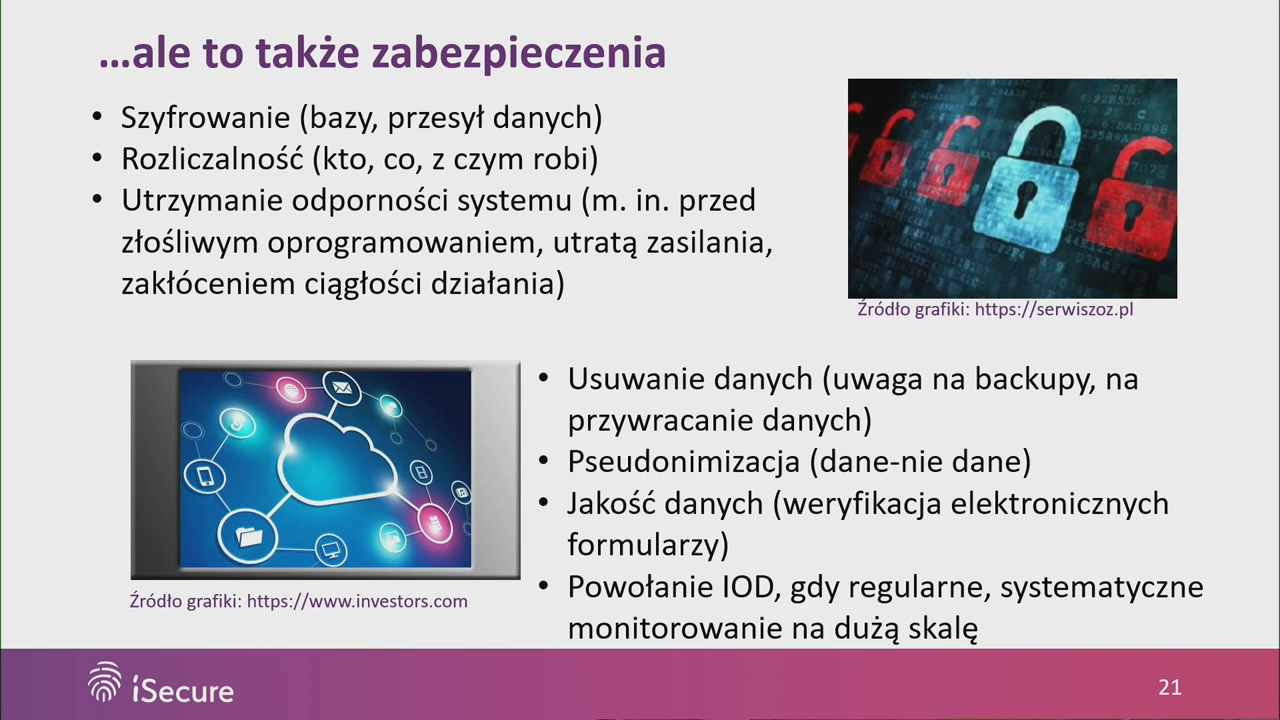 ...ale to także zabezpieczenia
• Szyfrowanie (bazy, przesył danych)
• Rozliczalność (kto, co, z czym robi)
• Utrzymanie odporności systemu (m. in. przed
złośliwym oprogramowaniem, utratą zasilania,
zakłóceniem ciągłości działania)
Źródło grafiki: https://serwiszoz.pl
• Usuwanie danych (uwaga na backupy, na
przywracanie danych)
• Pseudonimizacja (dane-nie dane)
• Jakość danych (weryfikacja elektronicznych
formularzy)
• Powołanie IOD, gdy regularne, systematyczne
monitorowanie na dużą skalę
Źródło grafiki: https://www.investors.com
iSecure
21